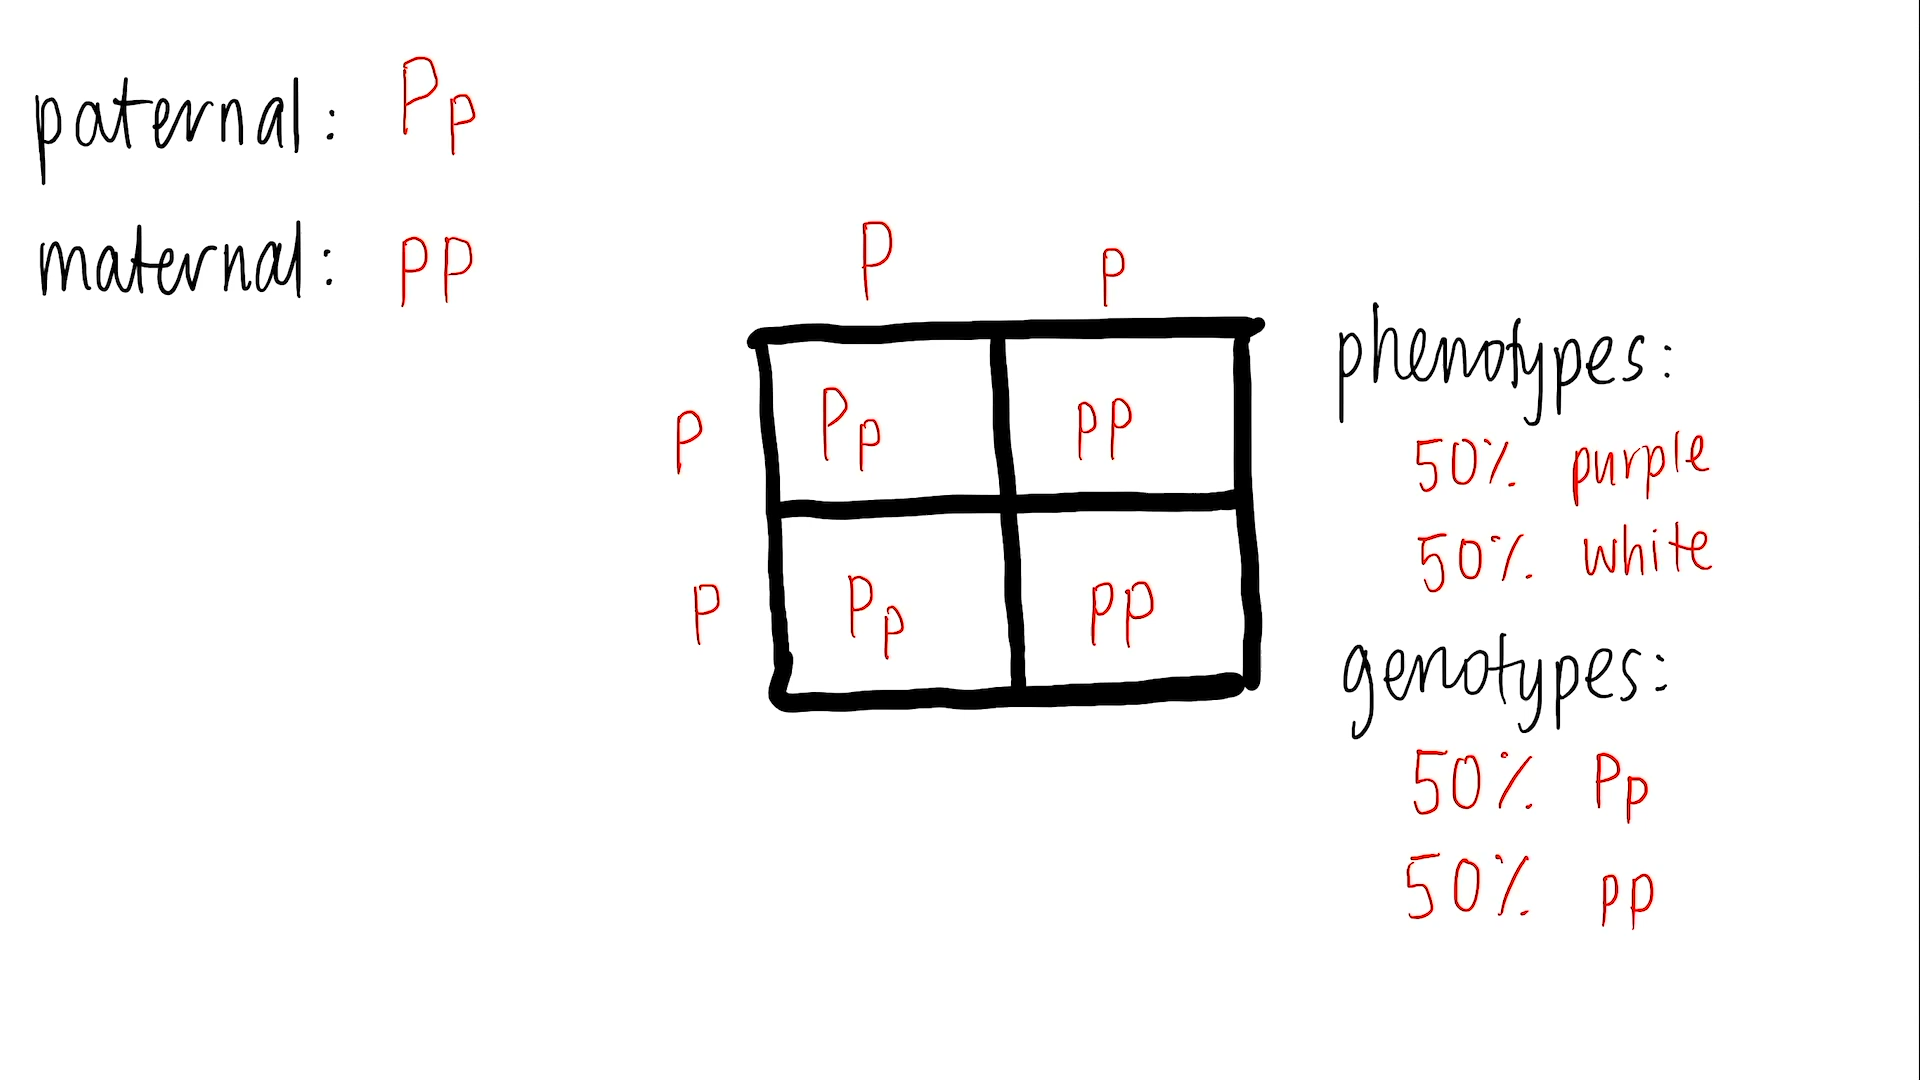 paternal: Pp
maternal: pp
P p
p Pp pp
p Pp pp
phenotypes:
50% purple
50% white
genotypes:
50% Pp
50% pp